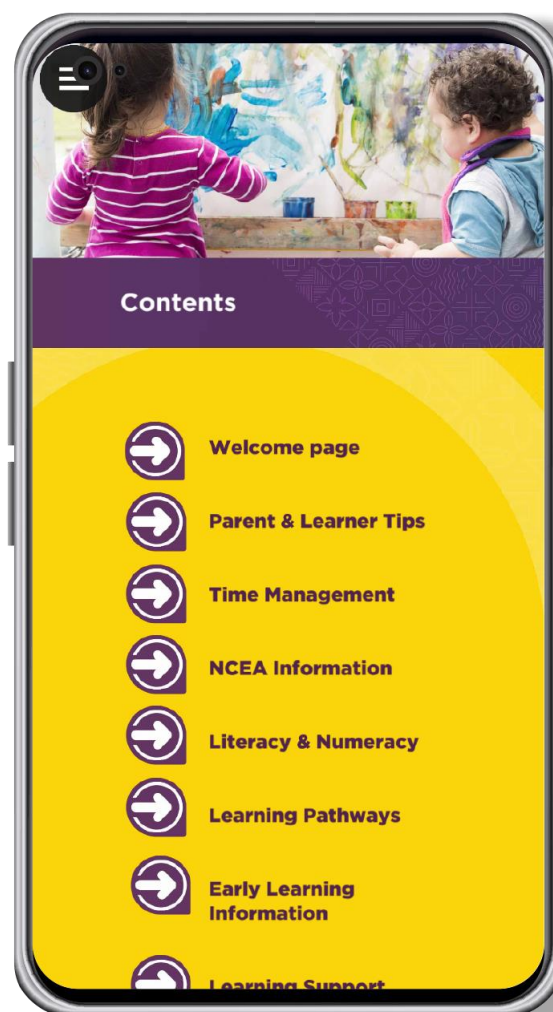 Contents
Welcome page
Parent & Learner Tips
Time Management
NCEA Information
Literacy & Numeracy
Learning Pathways
Early Learning
Information
Learning Support